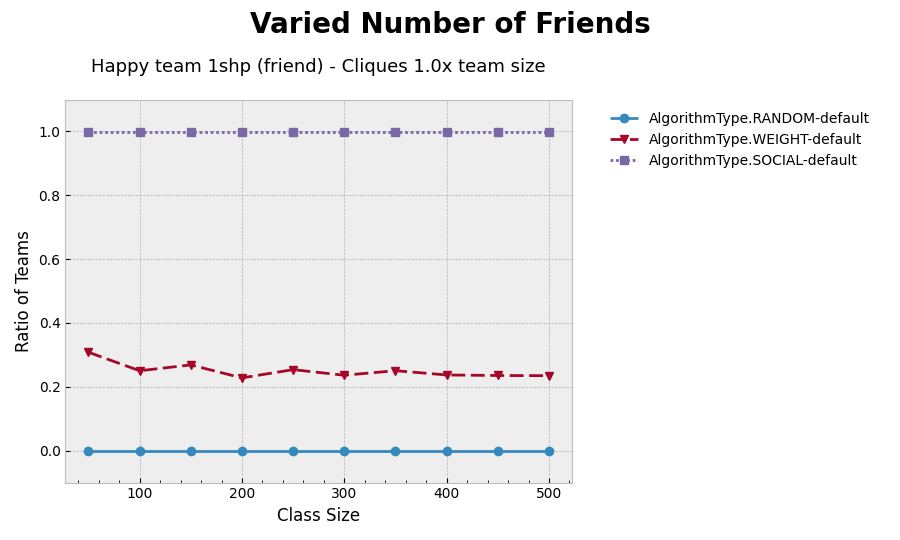 Varied Number of Friends
Happy team 1shp (friend) - Cliques 1.0x team size
AlgorithmType.RANDOM-default
AlgorithmType.WEIGHT-default
AlgorithmType.SOCIAL-default
Ratio of Teams
1.0
0.8
0.6
0.4
0.2
0.0
100 200 300 400 500
Class Size